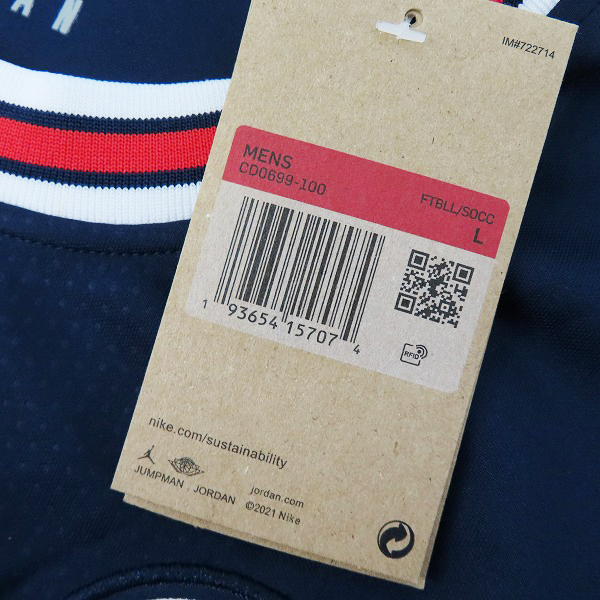 AN
IM#722714
MENS
CD0699-100
FTBLL/SOCC
L
1 93654 15707 4
RFID
nike.com/sustainability
JUMPMAN JORDAN
jordan.com
©2021 Nike